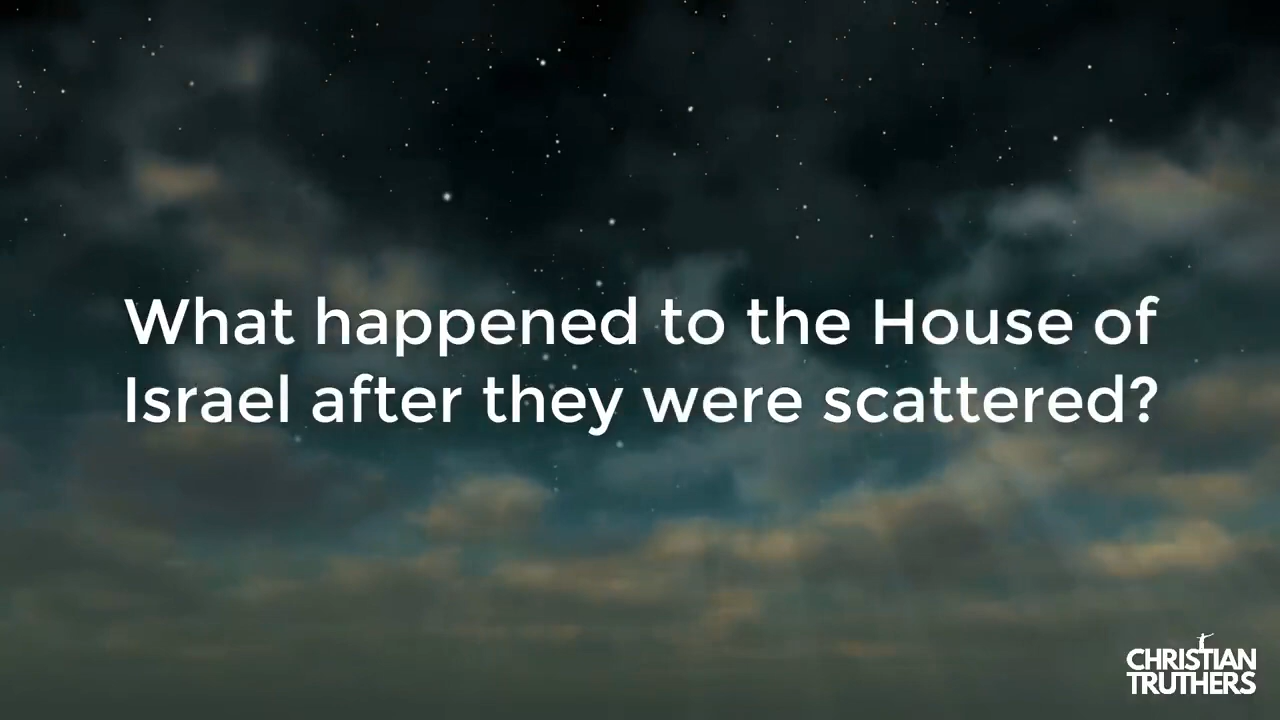 What happened to the House of
Israel after they were scattered?
CHRISTIAN
TRUTHERS